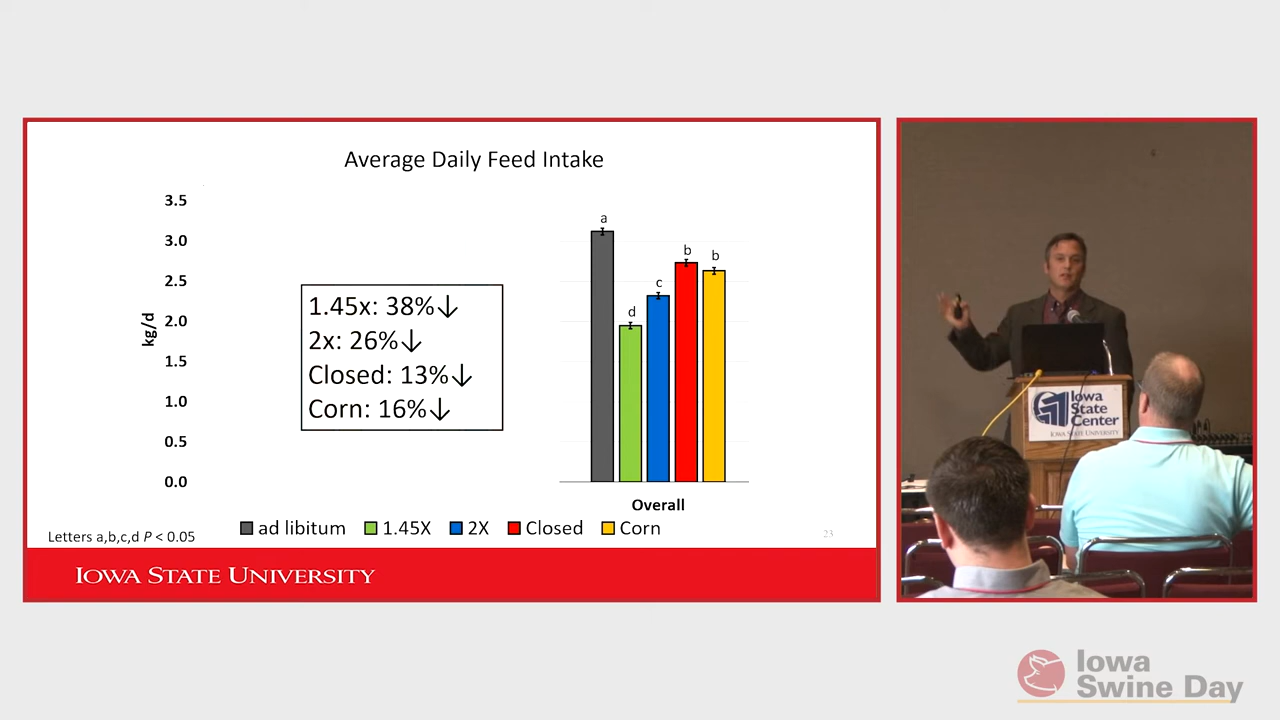 Average Daily Feed Intake
3.5
3.0
2.5
2.0
1.5
1.0
0.5
0.0
kg/d
1.45x: 38%↓
2x: 26%↓
Closed: 13%↓
Corn: 16%↓
a
d
c
b
b
Overall
ad libitum
1.45X
2X
Closed
Corn
Letters a,b,c,d P < 0.05
23
IOWA STATE UNIVERSITY
Iowa
State
Center
IOWA STATE UNIVERSITY
Iowa
Swine Day